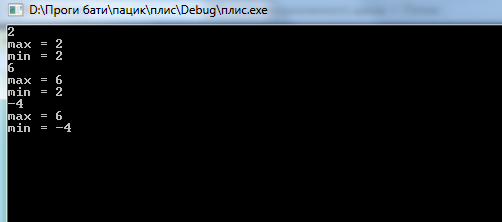 D:\Проги бати\пацик\плис\Debug\плис.exe
2
max = 2
min = 2
6
max = 6
min = 2
-4
max = 6
min = -4